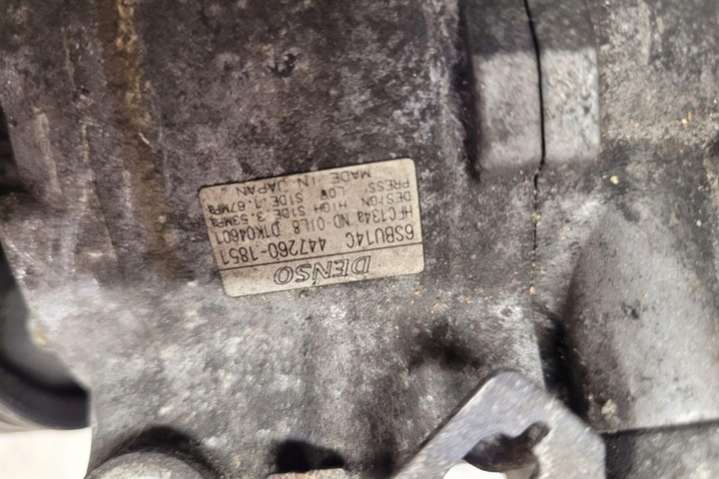 DENSO
6SBU14C 447260-1851
HFC134a ND-OIL8 D1K04601
DESIGN HIGH SIDE 3.53MPa
PRESS' LOW SIDE 1.67MPa
MADE IN JAPAN